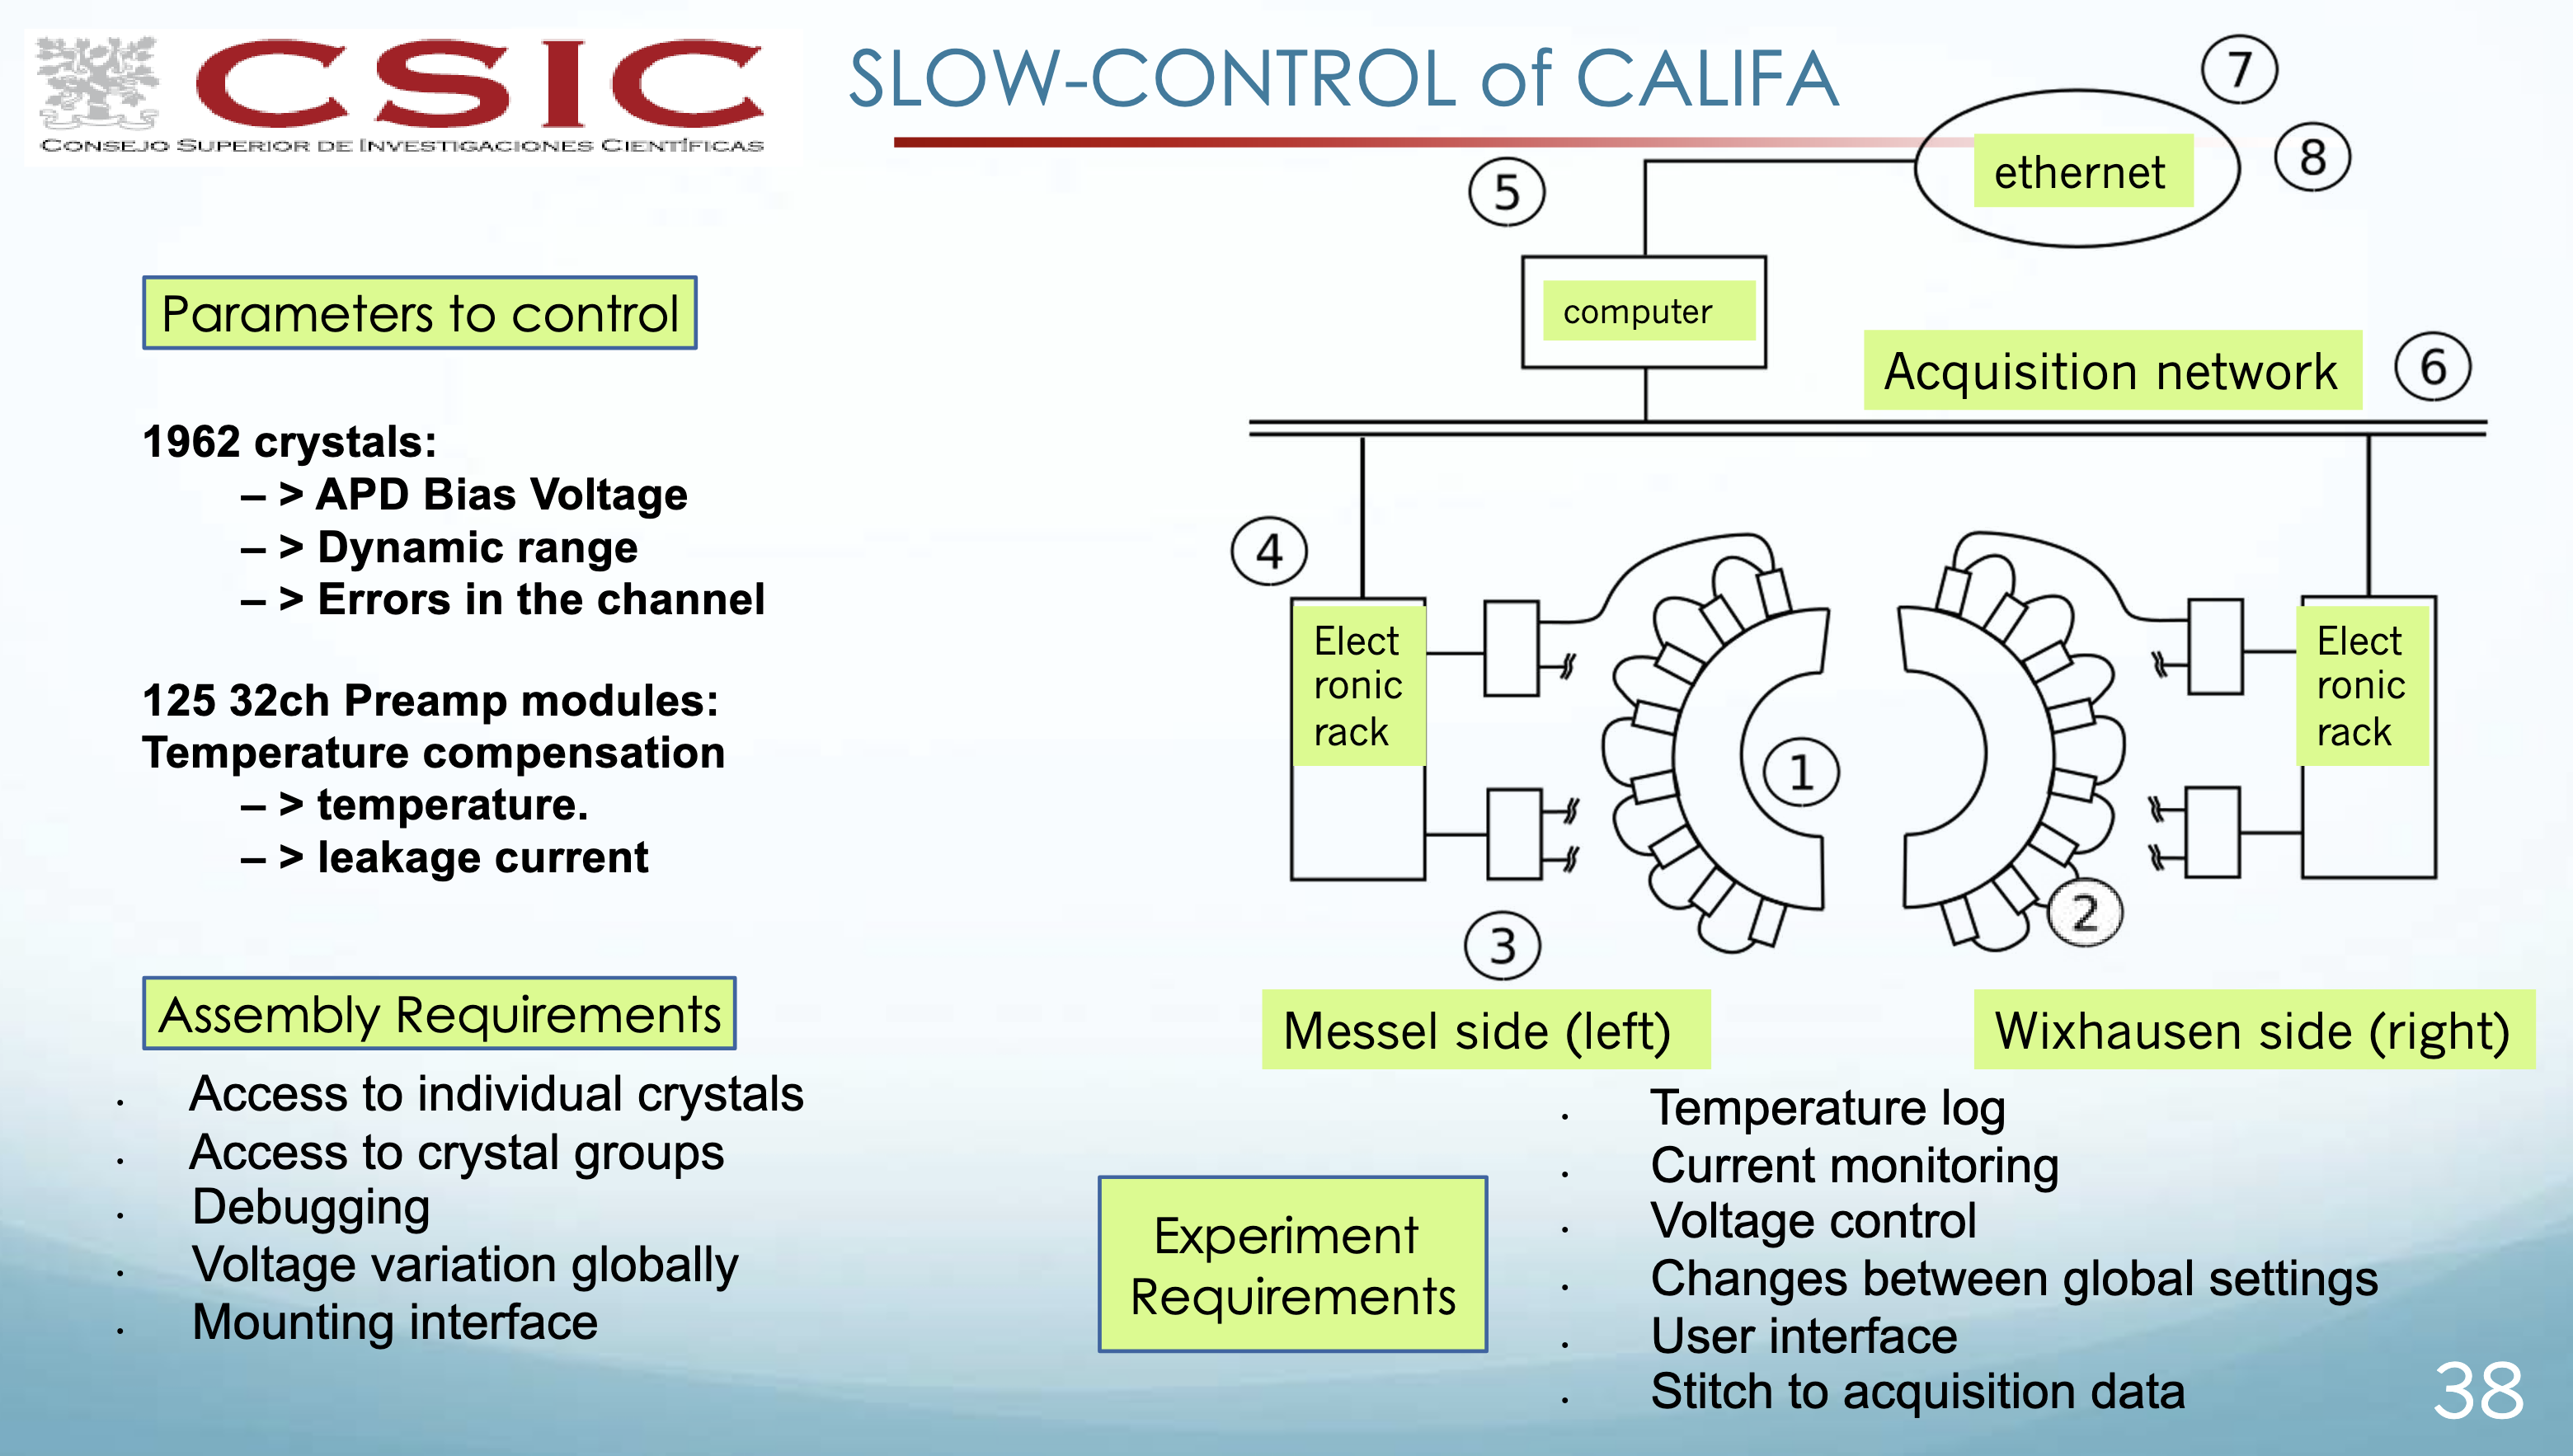 CSIC
CONSEJO SUPERIOR DE INVESTIGACIONES CIENTÍFICAS
SLOW-CONTROL of CALIFA
7
8
ethernet
5
computer
Acquisition network
6
Parameters to control
1962 crystals:
– > APD Bias Voltage
– > Dynamic range
– > Errors in the channel
125 32ch Preamp modules:
Temperature compensation
– > temperature.
– > leakage current
4
Elect
ronic
rack
1
Elect
ronic
rack
2
3
Messel side (left)
Wixhausen side (right)
Assembly Requirements
· Access to individual crystals
· Access to crystal groups
· Debugging
· Voltage variation globally
· Mounting interface
Experiment
Requirements
· Temperature log
· Current monitoring
· Voltage control
· Changes between global settings
· User interface
· Stitch to acquisition data
38